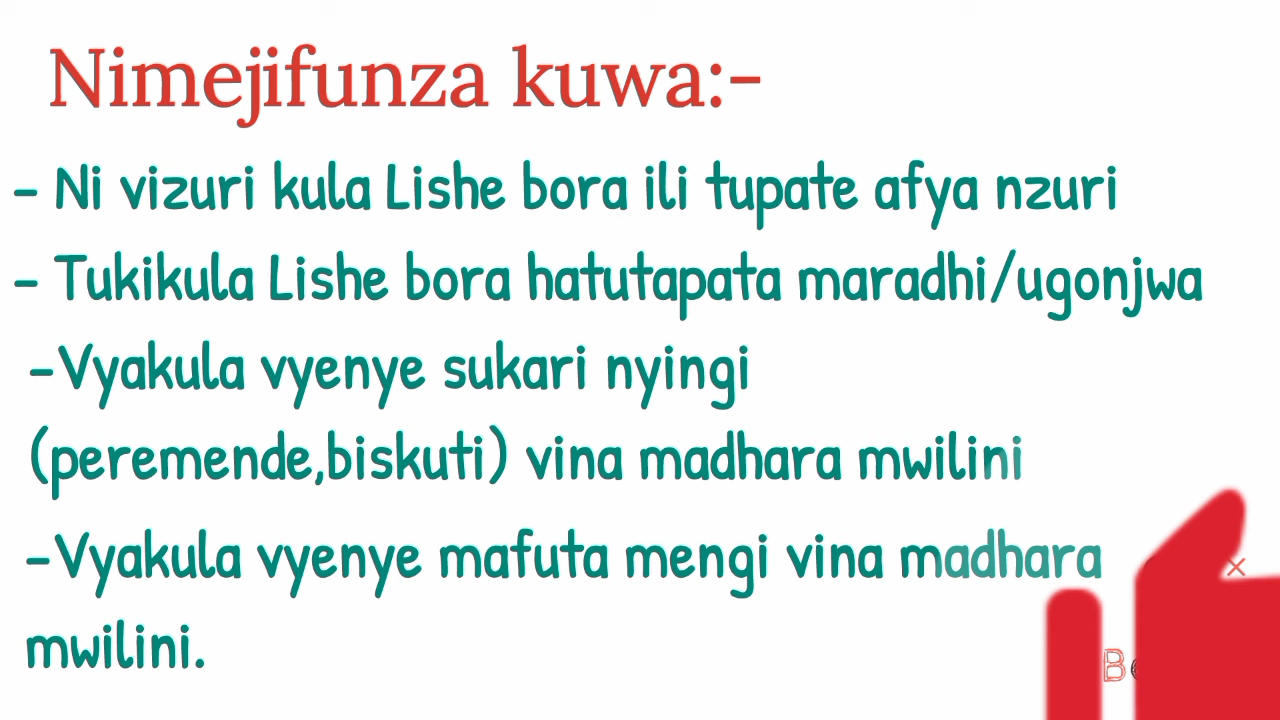 Nimejifunza kuwa:-
- Ni vizuri kula Lishe bora ili tupate afya nzuri
- Tukikula Lishe bora hatutapata maradhi/ugonjwa
-Vyakula vyenye sukari nyingi
(peremende,biskuti) vina madhara mwilini
-Vyakula vyenye mafuta mengi vina madhara
mwilini.